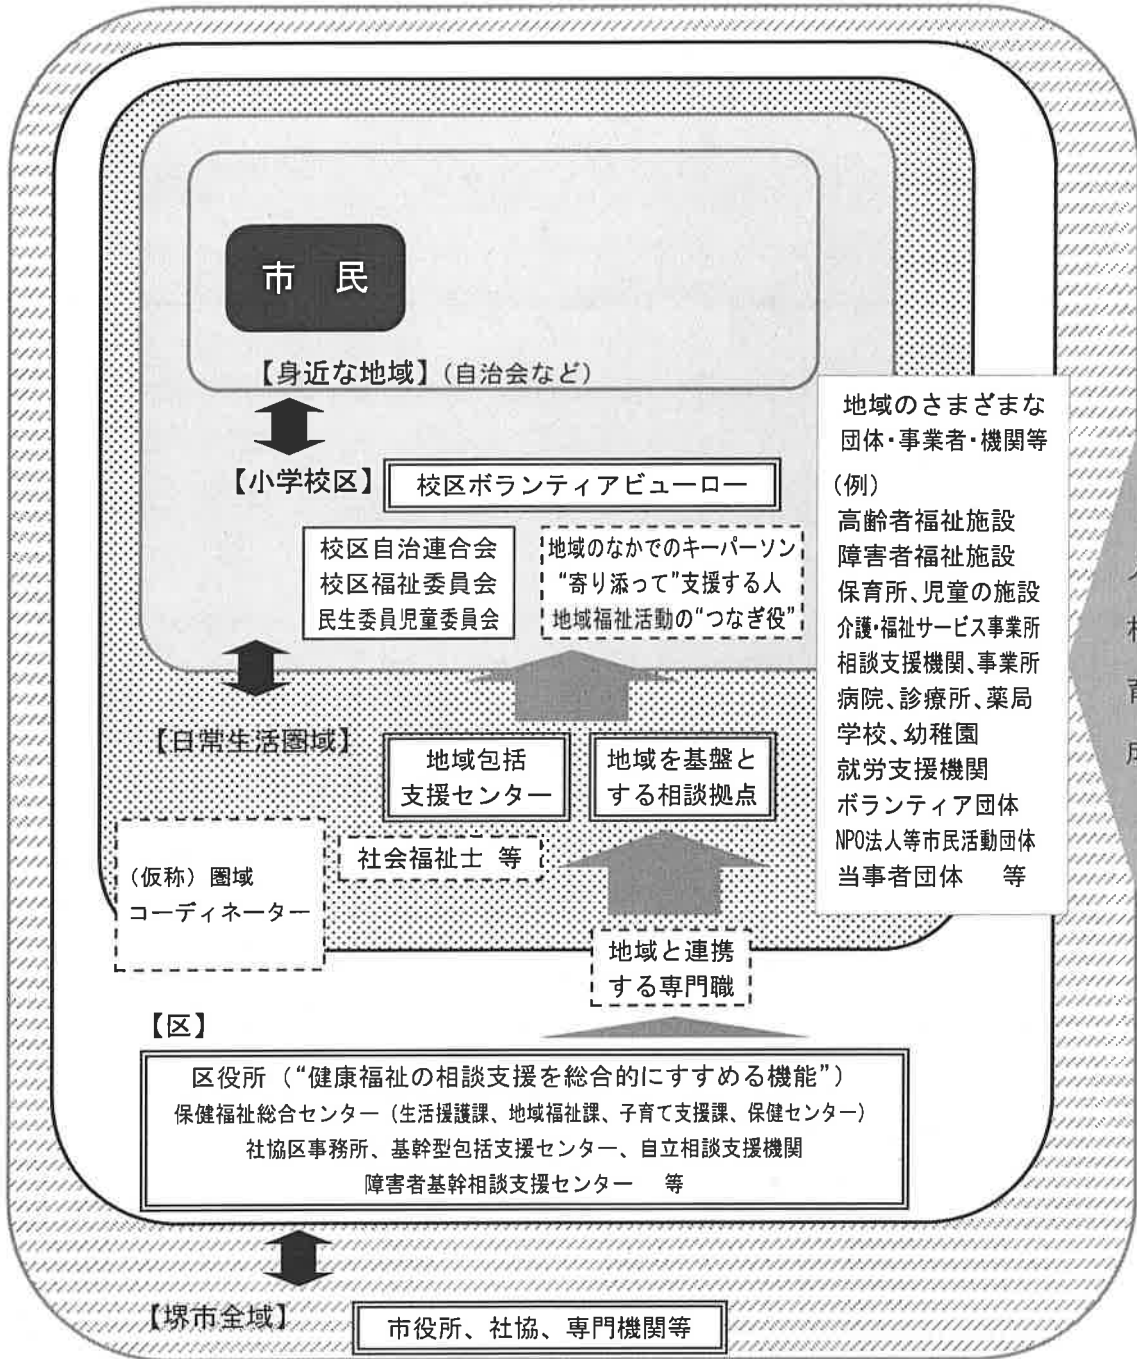 市 民
【身近な地域】(自治会など)
【小学校区】
校区ボランティアビューロー
校区自治連合会
校区福祉委員会
民生委員児童委員会
地域のなかでのキーパーソン
“寄り添って”支援する人
地域福祉活動の“つなぎ役”
【日常生活圏域】
地域包括
支援センター
地域を基盤と
する相談拠点
社会福祉士 等
(仮称)圏域
コーディネーター
地域と連携
する専門職
地域のさまざまな
団体・事業者・機関等
(例)
高齢者福祉施設
障害者福祉施設
保育所、児童の施設
介護・福祉サービス事業所
相談支援機関、事業所
病院、診療所、薬局
学校、幼稚園
就労支援機関
ボランティア団体
NPO法人等市民活動団体
当事者団体 等
【区】
区役所(“健康福祉の相談支援を総合的にすすめる機能”)
保健福祉総合センター(生活援護課、地域福祉課、子育て支援課、保健センター)
社協区事務所、基幹型包括支援センター、自立相談支援機関
障害者基幹相談支援センター 等
【堺市全域】
市役所、社協、専門機関等